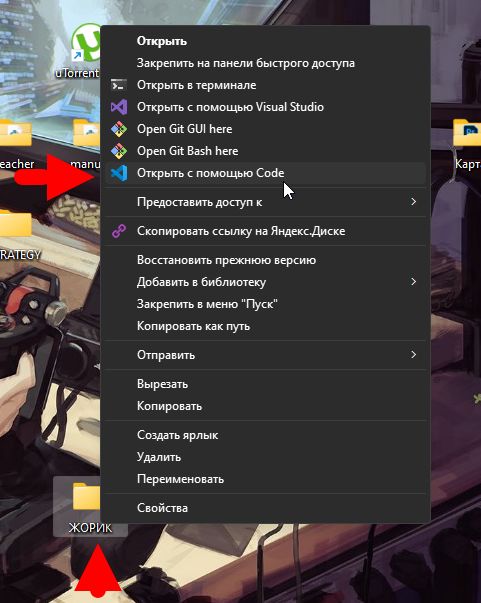 Открыть
Закрепить на панели быстрого доступа
uTorrent
Открыть в терминале
Открыть с помощью Visual Studio
Open Git GUI here
Open Git Bash here
eacher
manu
Карт
Открыть с помощью Code
Предоставить доступ к
Скопировать ссылку на Яндекс.Диске
RATEGY
Восстановить прежнюю версию
Добавить в библиотеку
Закрепить в меню "Пуск"
Копировать как путь
Отправить
Вырезать
Копировать
Создать ярлык
Удалить
Переименовать
Свойства
ЖОРИК